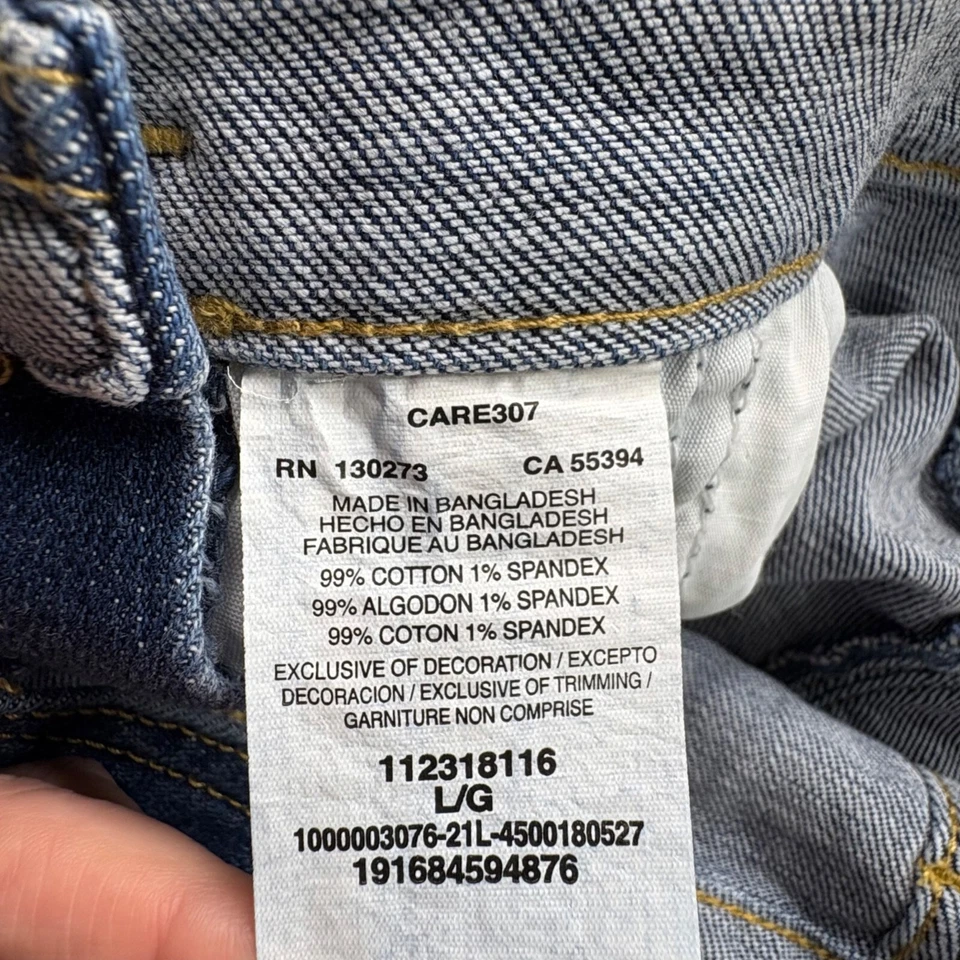 CARE307
RN 130273 CA 55394
MADE IN BANGLADESH
HECHO EN BANGLADESH
FABRIQUE AU BANGLADESH
99% COTTON 1% SPANDEX
99% ALGODON 1% SPANDEX
99% COTON 1% SPANDEX
EXCLUSIVE OF DECORATION / EXCEPTO
DECORACION / EXCLUSIVE OF TRIMMING /
GARNITURE NON COMPRISE
112318116
L/G
1000003076-21L-4500180527
191684594876